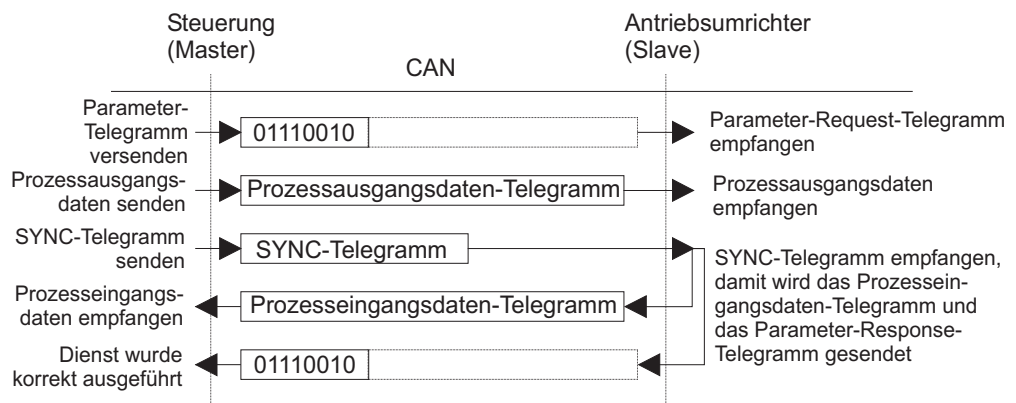 Steuerung
(Master)
Antriebsumrichter
(Slave)
CAN
Parameter-
Telegramm
versenden
01110010
Parameter-Request-Telegramm
empfangen
Prozessausgangs-
daten senden
Prozessausgangsdaten-Telegramm
Prozessausgangsdaten
empfangen
SYNC-Telegramm
senden
SYNC-Telegramm
SYNC-Telegramm empfangen,
damit wird das Prozessein-
gangsdaten-Telegramm und
das Parameter-Response-
Telegramm gesendet
Prozesseingangs-
daten empfangen
Prozesseingangsdaten-Telegramm
Dienst wurde
korrekt ausgeführt
01110010